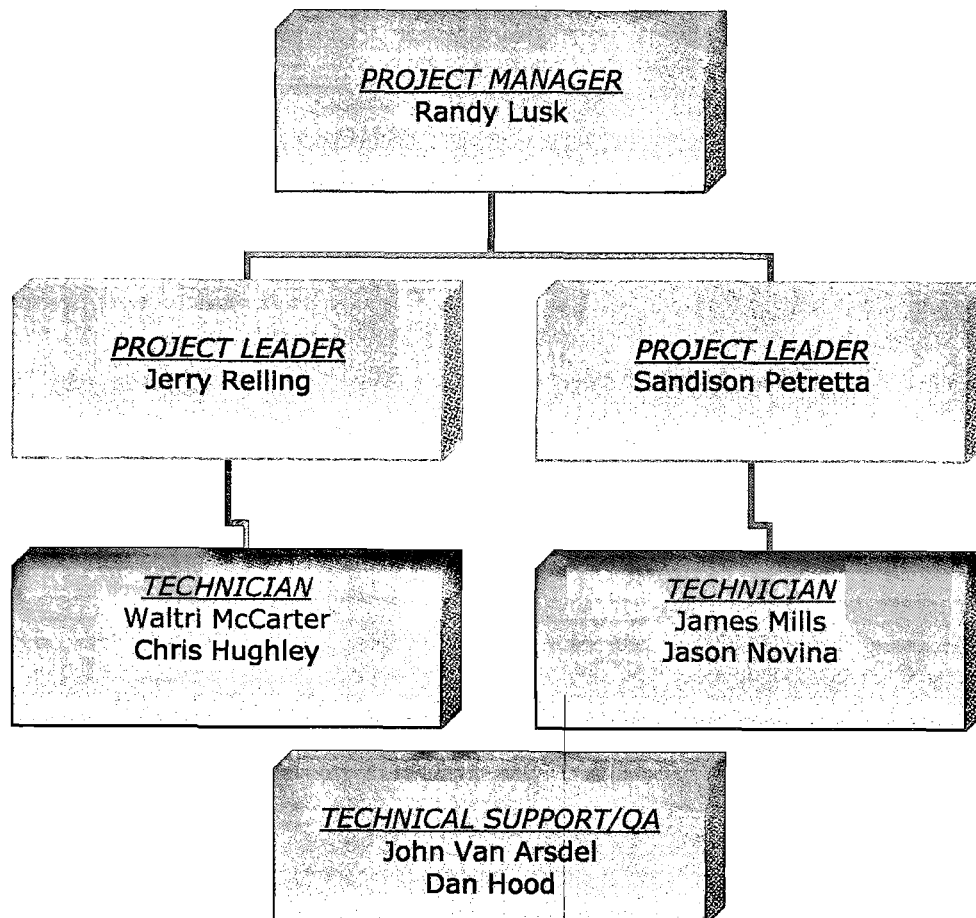 PROJECT MANAGER
Randy Lusk
PROJECT LEADER
Jerry Reiling
PROJECT LEADER
Sandison Petretta
TECHNICIAN
Waltri McCarter
Chris Hughley
TECHNICIAN
James Mills
Jason Novina
TECHNICAL SUPPORT/QA
John Van Arsdel
Dan Hood